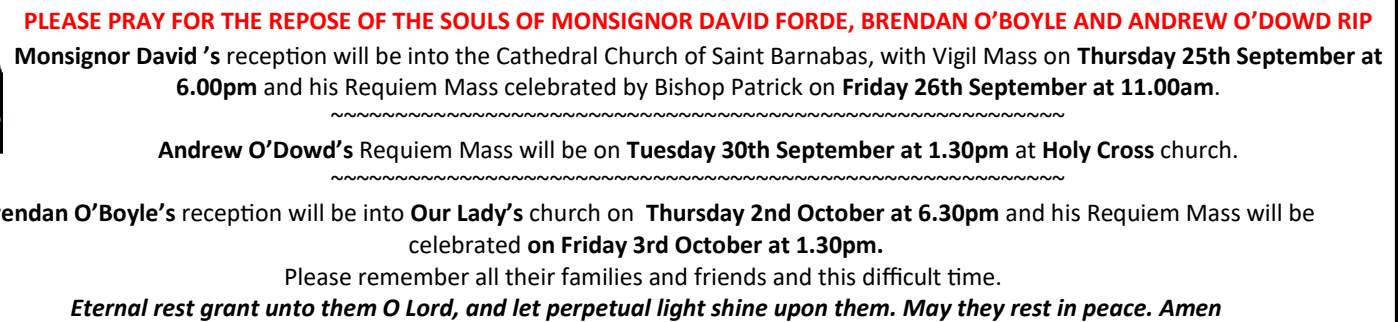 PLEASE PRAY FOR THE REPOSE OF THE SOULS OF MONSIGNOR DAVID FORDE, BRENDAN O’BOYLE AND ANDREW O’DOWD RIP
Monsignor David ’s reception will be into the Cathedral Church of Saint Barnabas, with Vigil Mass on Thursday 25th September at
6.00pm and his Requiem Mass celebrated by Bishop Patrick on Friday 26th September at 11.00am.
~~~~~~~~~~~~~~~~~~~~~~~~~~~~~~~~~~~~~~~~~~~~~~~~~~~~~~~~~
Andrew O’Dowd’s Requiem Mass will be on Tuesday 30th September at 1.30pm at Holy Cross church.
~~~~~~~~~~~~~~~~~~~~~~~~~~~~~~~~~~~~~~~~~~~~~~~~~~~~~~~~~
rendan O’Boyle’s reception will be into Our Lady’s church on Thursday 2nd October at 6.30pm and his Requiem Mass will be
celebrated on Friday 3rd October at 1.30pm.
Please remember all their families and friends and this difficult time.
Eternal rest grant unto them O Lord, and let perpetual light shine upon them. May they rest in peace. Amen